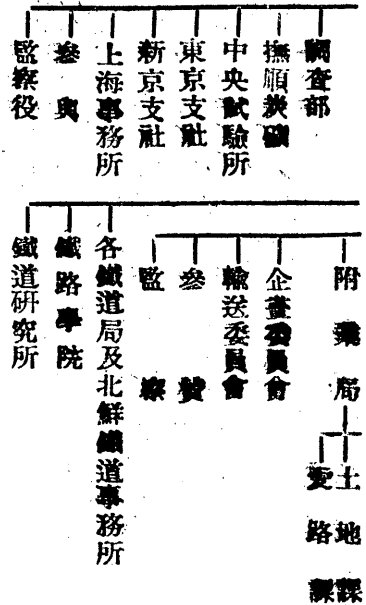 調査部
撫順炭礦
中央試驗所
東京支社
新京支社
上海事務所
參與
監察役
附業局
土地課
愛路課
企畫委員會
輸送委員會
參贊
監察
各鐵道局及北鮮鐵道事務所
鐵路學院
鐵道研究所